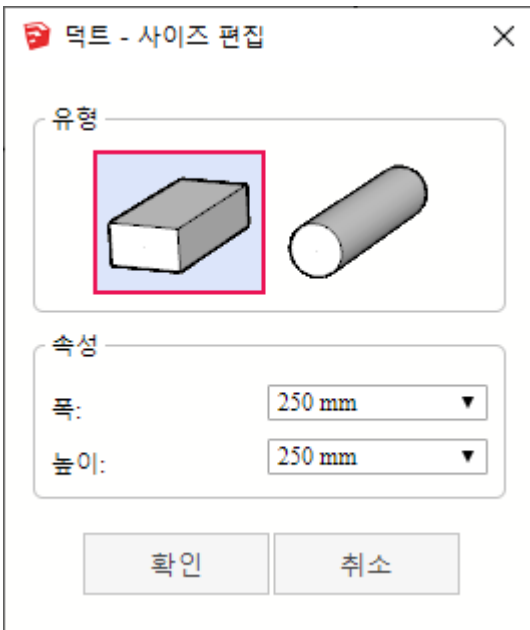 덕트 - 사이즈 편집
유형
속성
폭: 250 mm
높이: 250 mm
확인 취소